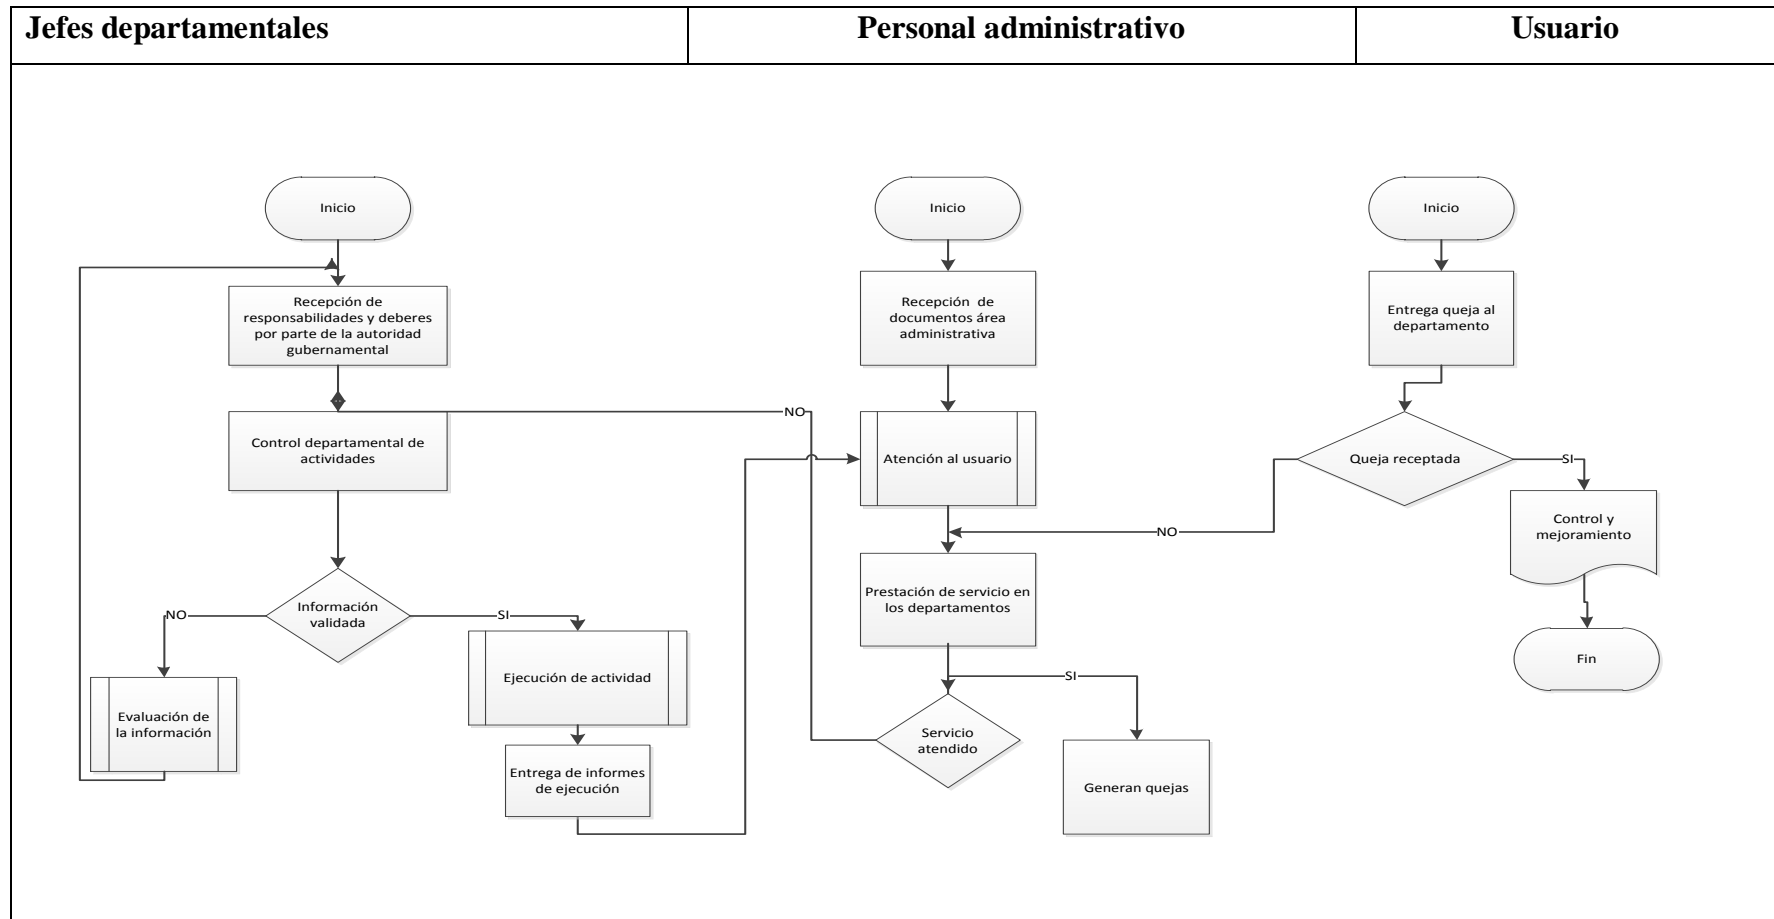 Jefes departamentales
Personal administrativo
Usuario
Inicio
Recepción de
responsabilidades y deberes
por parte de la autoridad
gubernamental
Control departamental de
actividades
Información
validada
NO
SI
Evaluación de
la información
Ejecución de actividad
Entrega de informes
de ejecución
Inicio
Recepción de
documentos área
administrativa
NO
Atención al usuario
NO
Prestación de servicio en
los departamentos
SI
Servicio
atendido
Generan quejas
Inicio
Entrega queja al
departamento
Queja receptada
SI
Control y
mejoramiento
Fin